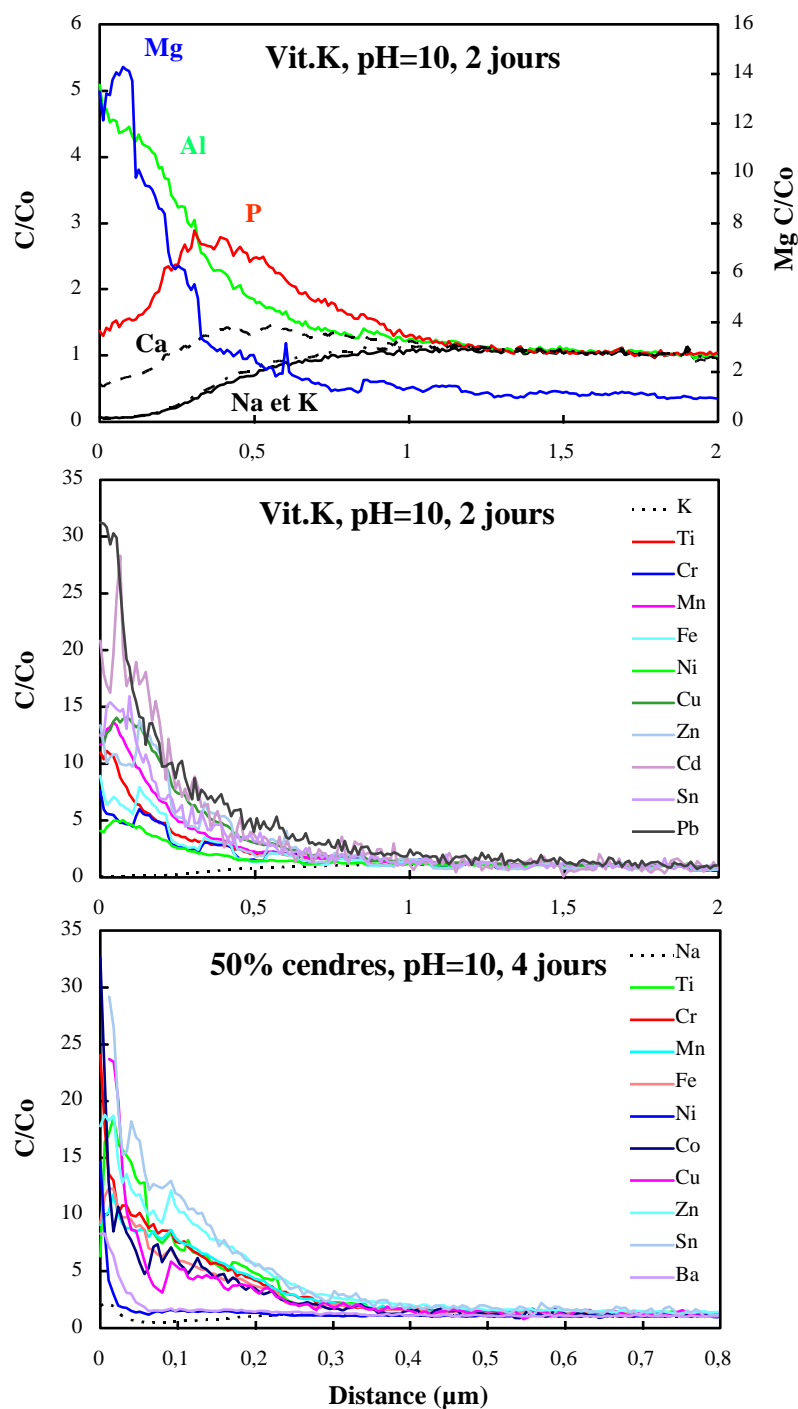 6
5
4
3
2
1
0
C/Co
Mg
Vit.K, pH=10, 2 jours
Al
P
Ca
Na et K
16
14
12
10
8
6
4
2
0
Mg C/Co
0
0,5
1
1,5
2
35
30
25
20
15
10
5
0
C/Co
Vit.K, pH=10, 2 jours
K
Ti
Cr
Mn
Fe
Ni
Cu
Zn
Cd
Sn
Pb
0
0,5
1
1,5
2
35
30
25
20
15
10
5
0
C/Co
50% cendres, pH=10, 4 jours
Na
Ti
Cr
Mn
Fe
Ni
Co
Cu
Zn
Sn
Ba
0
0,1
0,2
0,3
0,4
0,5
0,6
0,7
0,8
Distance (µm)